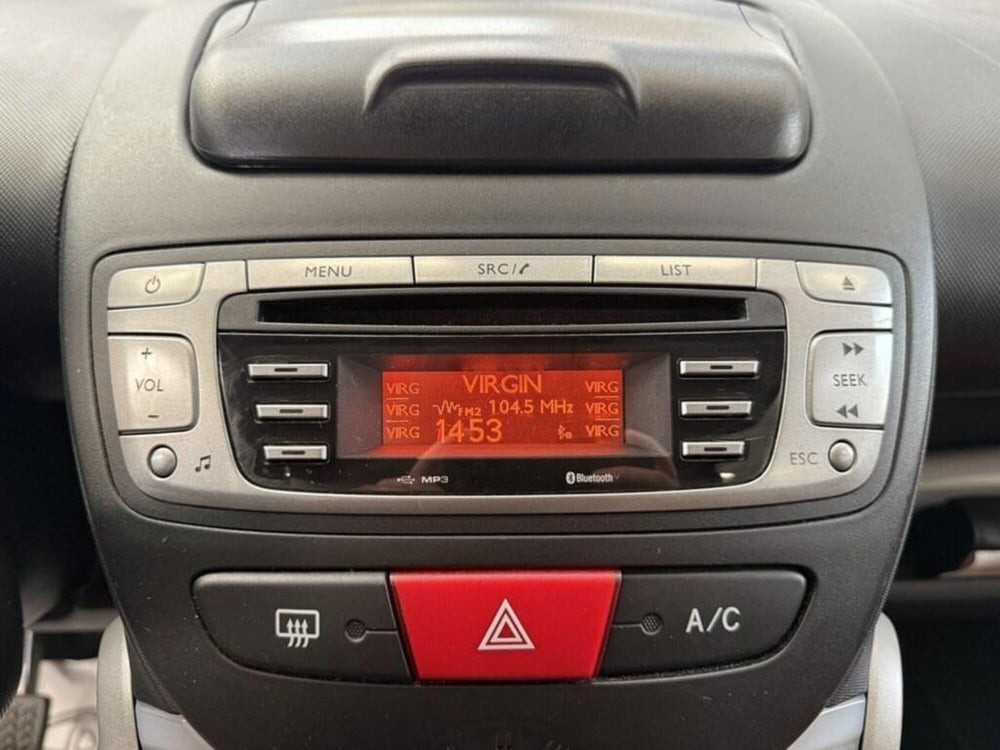 MENU SRC/ LIST
VOL
SEEK
VIRG VIRGIN VIRG
VIRG FM2 104.5 MHz VIRG
VIRG 1453 VIRG
ESC
MP3 Bluetooth
A/C